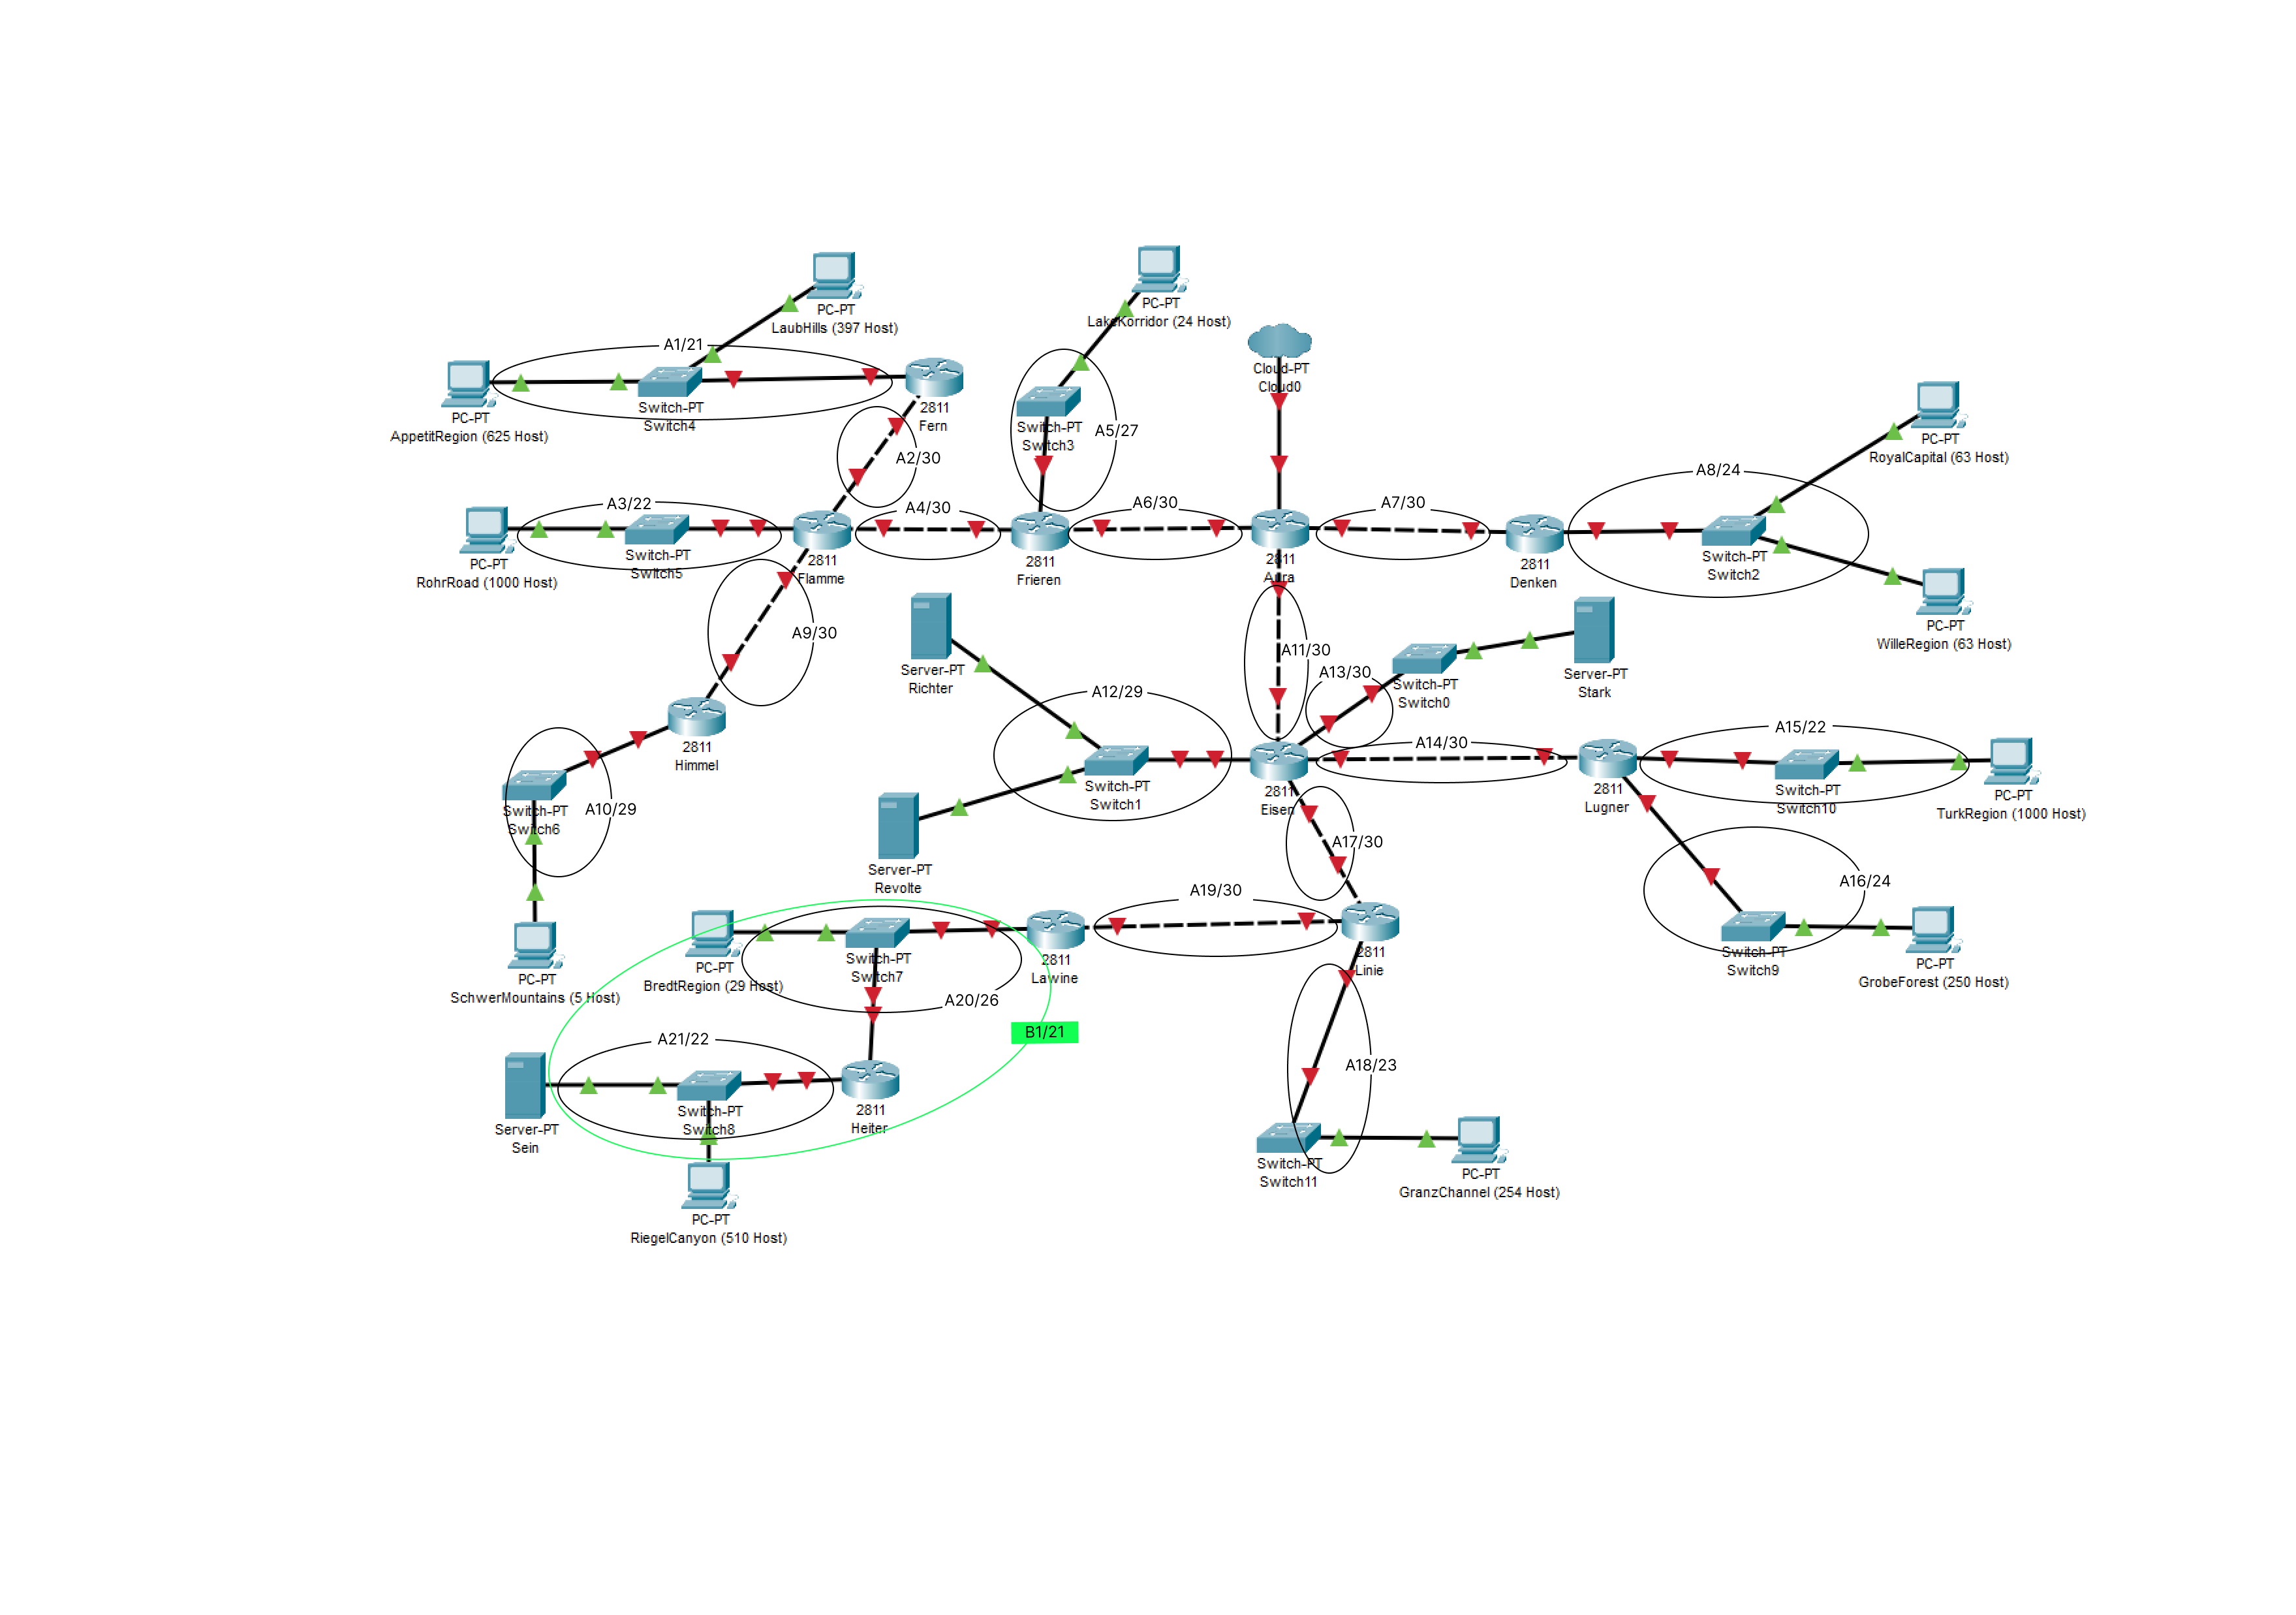 PC-PT
LaubHills (397 Host)
PC-PT
LakeKorridor (24 Host)
A1/21
Cloud-PT
Cloud0
PC-PT
AppetitRegion (625 Host)
Switch-PT
Switch4
2811
Fern
Switch-PT
Switch3
A5/27
A2/30
PC-PT
RoyalCapital (63 Host)
A8/24
A3/22
A4/30
A6/30
A7/30
PC-PT
RohrRoad (1000 Host)
Switch-PT
Switch5
2811
Flamme
2811
Frieren
2811
Aura
2811
Denken
Switch-PT
Switch2
PC-PT
WilleRegion (63 Host)
A9/30
A11/30
A13/30
Server-PT
Richter
Switch-PT
Switch0
Server-PT
Stark
A12/29
2811
Himmel
A14/30
A15/22
Switch-PT
Switch6
A10/29
Switch-PT
Switch1
2811
Eisen
2811
Lugner
Switch-PT
Switch10
PC-PT
TurkRegion (1000 Host)
A17/30
Server-PT
Revolte
A19/30
A16/24
PC-PT
SchwerMountains (5 Host)
PC-PT
BredtRegion (29 Host)
Switch-PT
Switch7
A20/26
2811
Lawine
2811
Linie
Switch-PT
Switch9
PC-PT
GrobeForest (250 Host)
B1/21
A21/22
A18/23
Server-PT
Sein
Switch-PT
Switch8
2811
Heiter
Switch-PT
Switch11
PC-PT
GranzChannel (254 Host)
PC-PT
RiegelCanyon (510 Host)